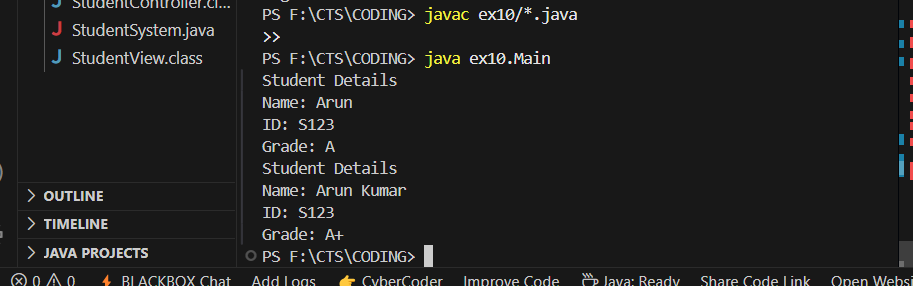 StudentController.cl...
StudentSystem.java
StudentView.class
OUTLINE
TIMELINE
JAVA PROJECTS
PS F:\CTS\CODING> javac ex10/*.java
>>
PS F:\CTS\CODING> java ex10.Main
Student Details
Name: Arun
ID: S123
Grade: A
Student Details
Name: Arun Kumar
ID: S123
Grade: A+
PS F:\CTS\CODING>
0 0 BLACKBOX Chat Add Logs CyberCoder Improve Code Java: Ready Share Code Link Open Websi